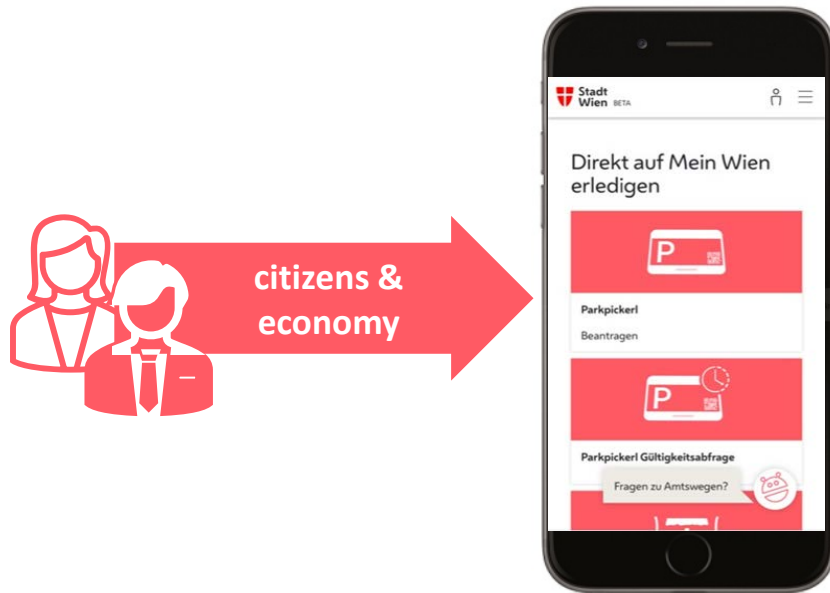 citizens &
economy
Stadt
Wien BETA
Direkt auf Mein Wien
erledigen
P
Parkpickerl
Beantragen
P
Parkpickerl Gültigkeitsabfrage
Fragen zu Amtswegen?